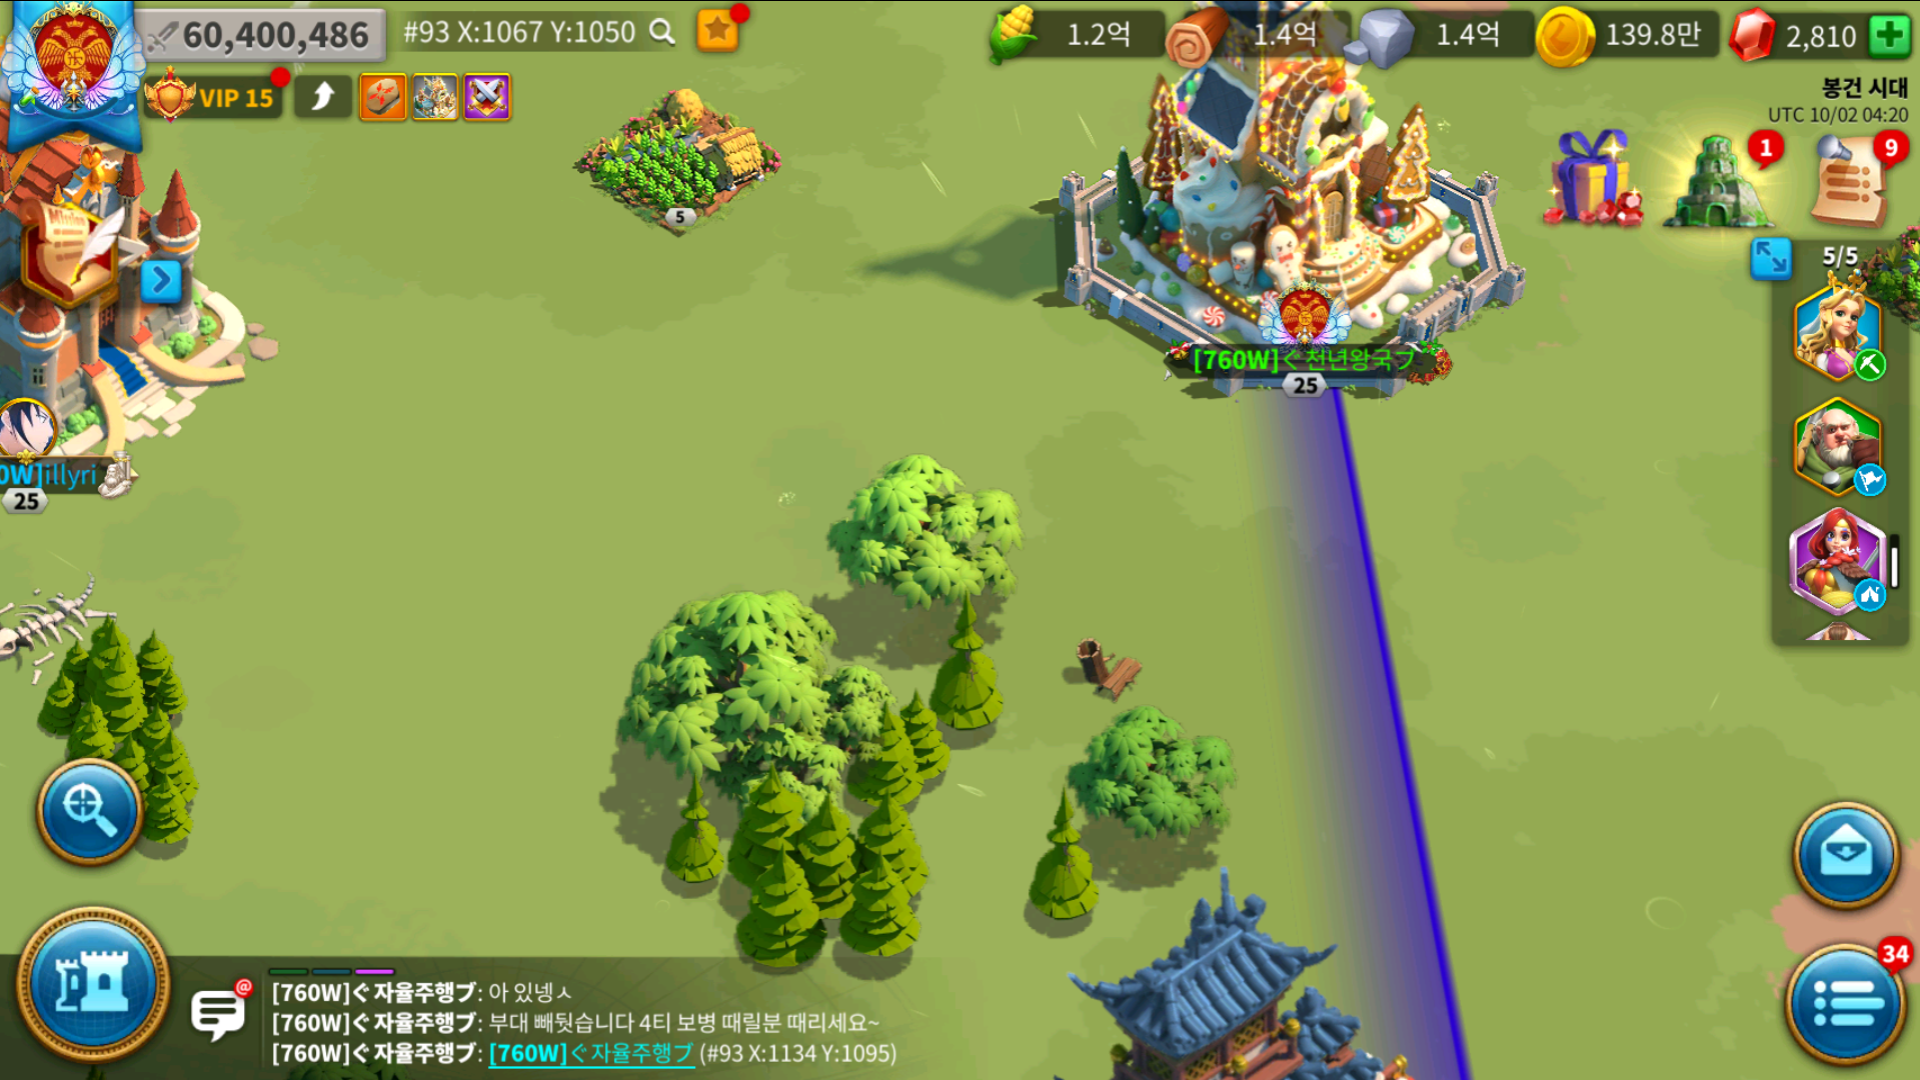 60,400,486
#93 X:1067 Y:1050
1.2억
1.4억
1.4억
139.8만
2,810
VIP 15
봉건 시대
UTC 10/02 04:20
1
9
5/5
5
[760W]ぐ천년왕국ブ
25
0W]illyri
25
34
[760W]ぐ자율주행ブ: 아 있넹ㅅ
[760W]ぐ자율주행ブ: 부대 빼둿습니다 4티 보병 때릴분 때리세요~
[760W]ぐ자율주행ブ: [760W]ぐ자율주행ブ (#93 X:1134 Y:1095)